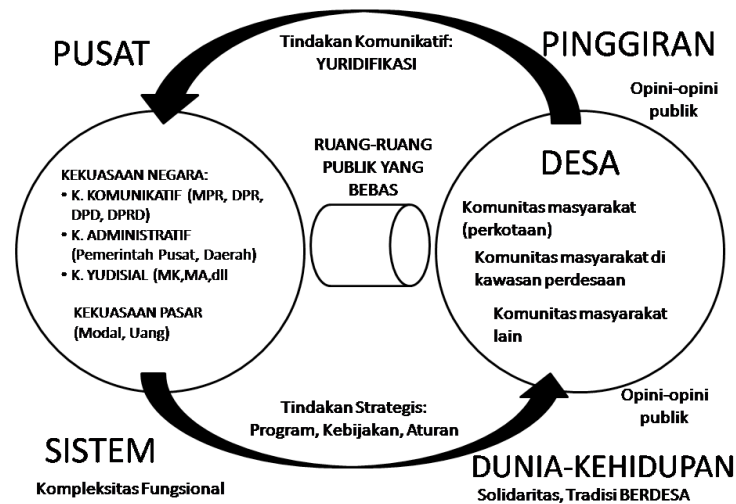 PUSAT
Tindakan Komunikatif:
YURIDIFIKASI
PINGGIRAN
Opini-opini
publik
KEKUASAAN NEGARA:
• K. KOMUNIKATIF (MPR, DPR,
DPD, DPRD)
• K. ADMINISTRATIF
(Pemerintah Pusat, Daerah)
• K. YUDISIAL (MK,MA,dll
KEKUASAAN PASAR
(Modal, Uang)
RUANG-RUANG
PUBLIK YANG
BEBAS
DESA
Komunitas masyarakat
(perkotaan)
Komunitas masyarakat di
kawasan perdesaan
Komunitas masyarakat
lain
Tindakan Strategis:
Program, Kebijakan, Aturan
Opini-opini
publik
SISTEM
Kompleksitas Fungsional
DUNIA-KEHIDUPAN
Solidaritas, Tradisi BERDESA